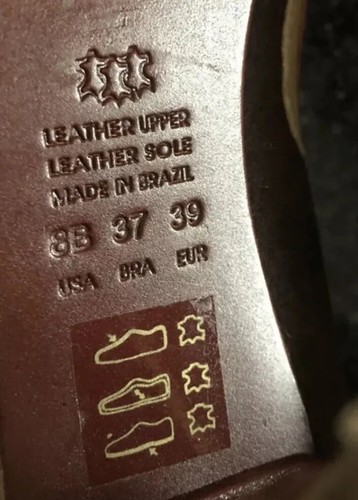 LEATHER UPPER
LEATHER SOLE
MADE IN BRAZIL
8B 37 39
USA BRA EUR